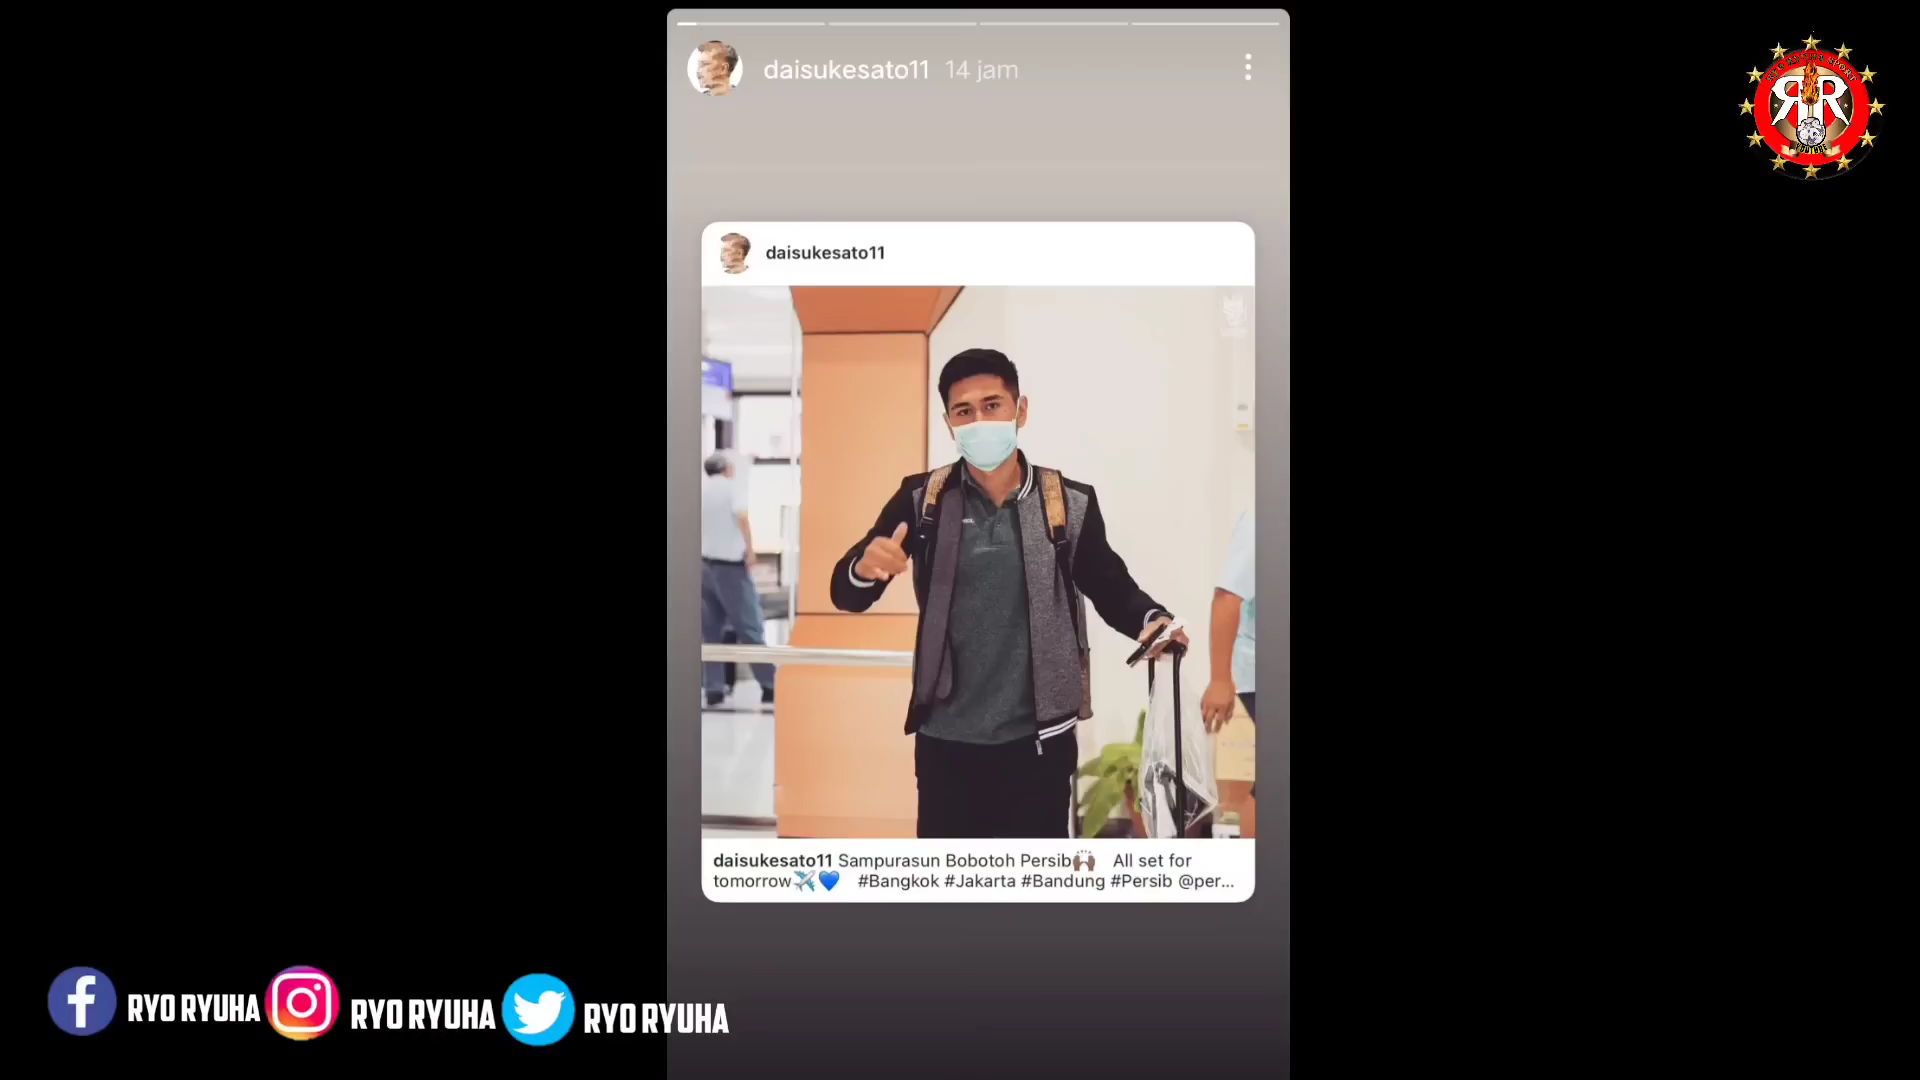 daisukesato11 14 jam
daisukesato11
daisukesato11 Sampurasun Bobotoh Persib🙌🏾 All set for
tomorrow✈️💙 #Bangkok #Jakarta #Bandung #Persib @per...
RYO RYUHA RYO RYUHA RYO RYUHA
RR